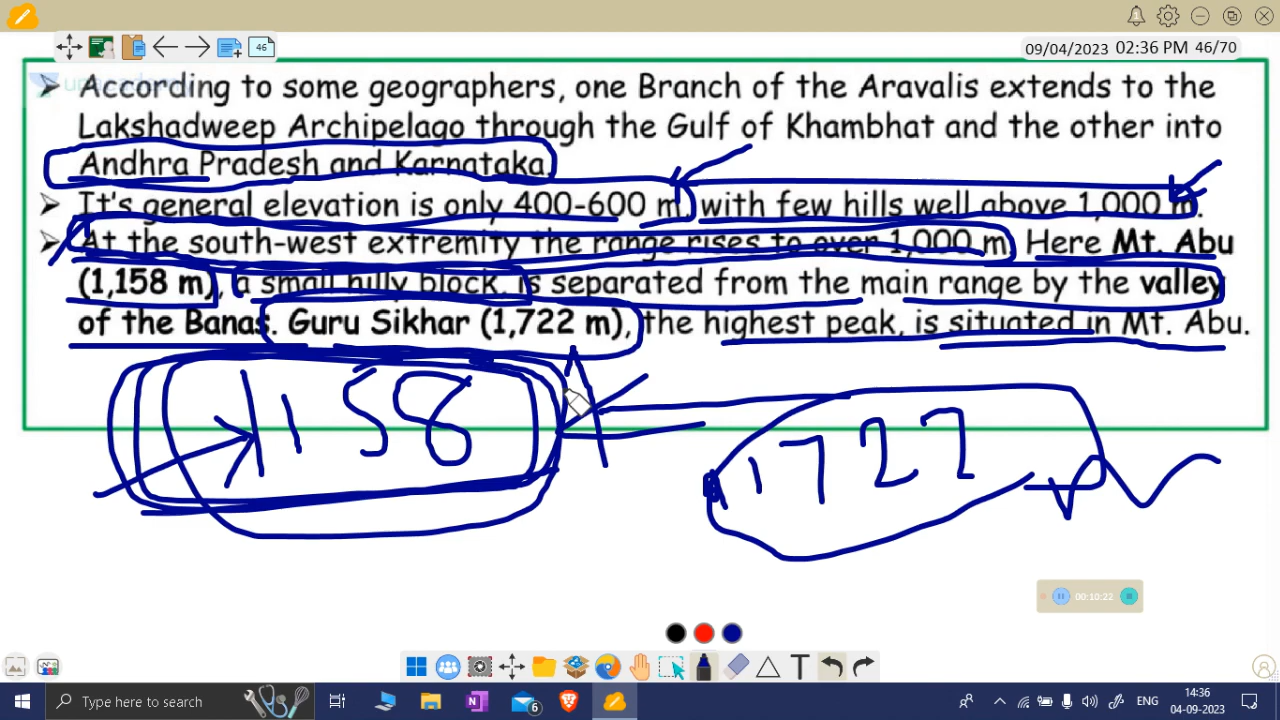 46
09/04/2023 02:36 PM 46/70
➤ According to some geographers, one Branch of the Aravalis extends to the
Lakshadweep Archipelago through the Gulf of Khambhat and the other into
Andhra Pradesh and Karnataka.
➤ It's general elevation is only 400-600 m, with few hills well above 1,000 m.
➤ At the south-west extremity the range rises to over 1,000 m. Here Mt. Abu
(1,158 m), a small hilly block, is separated from the main range by the valley
of the Banas. Guru Sikhar (1,722 m), the highest peak, is situated in Mt. Abu.
1158
1722
00:10:22
Type here to search
6
ENG
14:36
04-09-2023